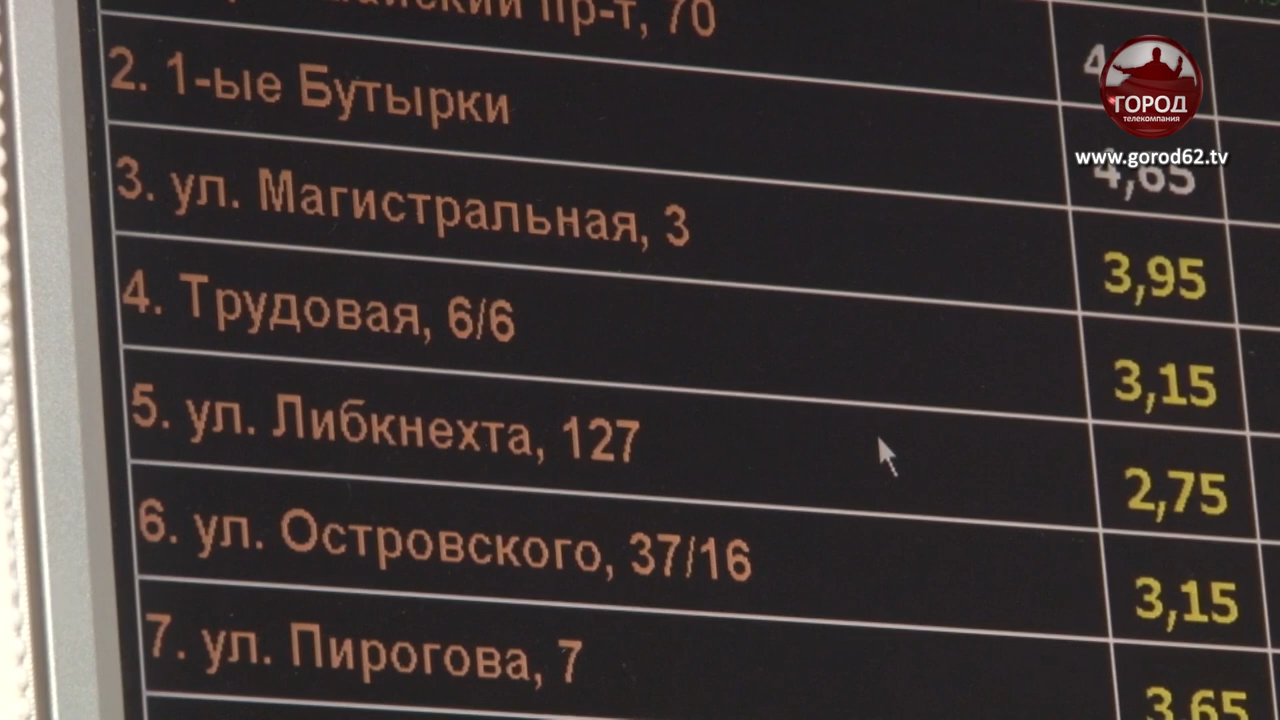 пр-т, 70
2. 1-ые Бутырки
4,65
3. ул. Магистральная, 3
3,95
4. Трудовая, 6/6
3,15
5. ул. Либкнехта, 127
2,75
6. ул. Островского, 37/16
3,15
7. ул. Пирогова, 7
3,65
ГОРОД
телекомпания
www.gorod62.tv